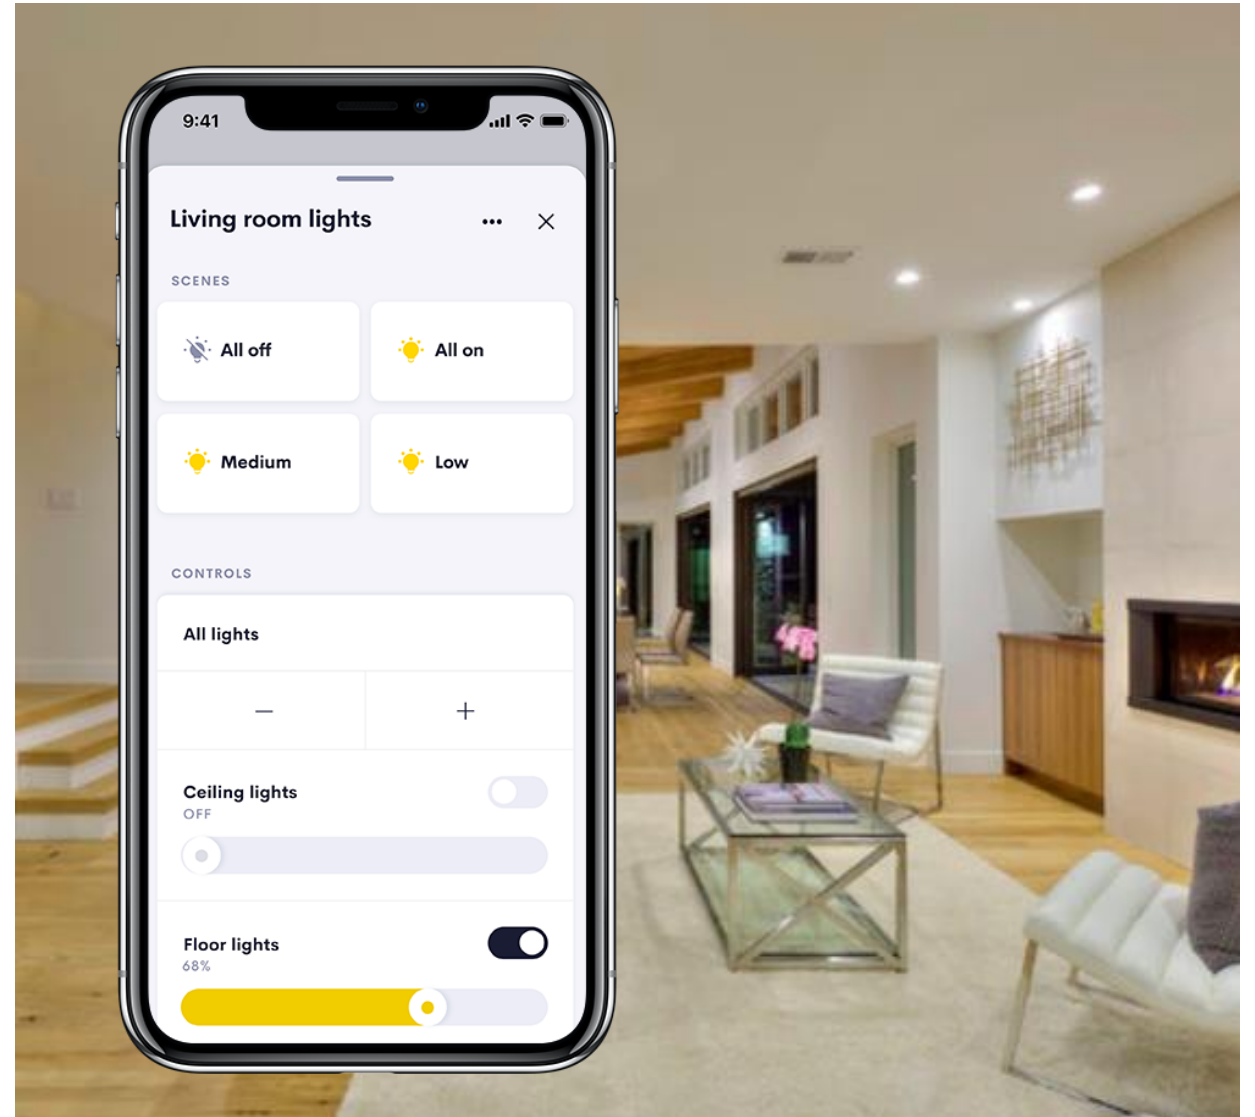 9:41
Living room lights
SCENES
All off
All on
Medium
Low
CONTROLS
All lights
Ceiling lights
OFF
Floor lights
68%